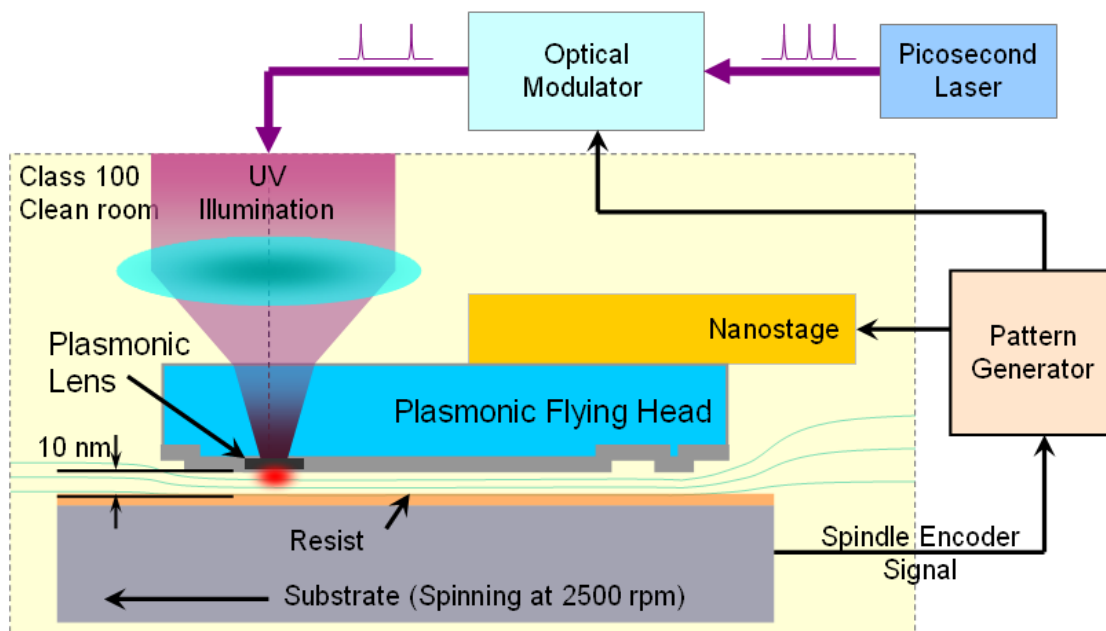 Optical
Modulator
Picosecond
Laser
Class 100
Clean room
UV
Illumination
Nanostage
Pattern
Generator
Plasmonic
Lens
Plasmonic Flying Head
10 nm
Resist
Spindle Encoder
Signal
Substrate (Spinning at 2500 rpm)